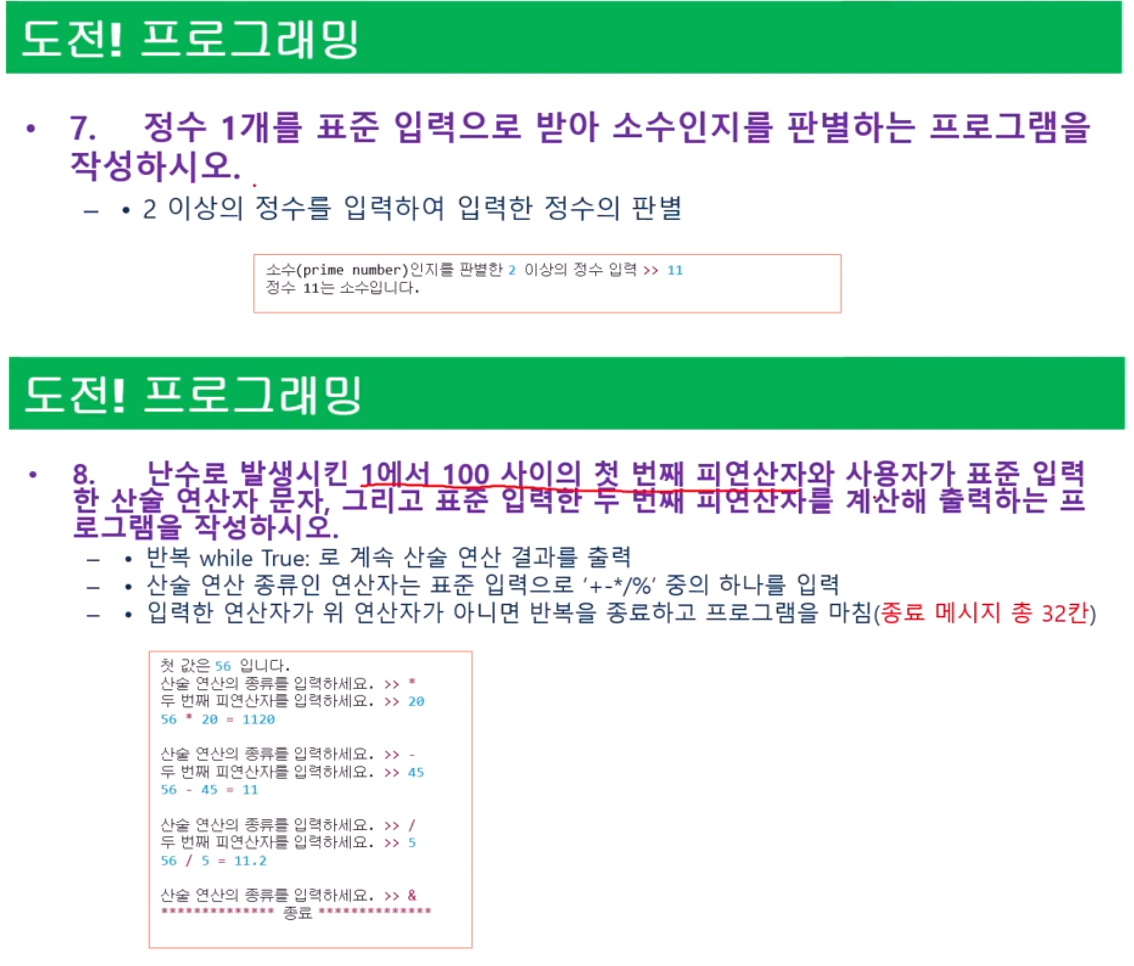 도전! 프로그래밍
• 7. 정수 1개를 표준 입력으로 받아 소수인지를 판별하는 프로그램을
작성하시오.
– • 2 이상의 정수를 입력하여 입력한 정수의 판별
소수(prime number)인지를 판별한 2 이상의 정수 입력 >> 11
정수 11는 소수입니다.
도전! 프로그래밍
• 8. 난수로 발생시킨 1에서 100 사이의 첫 번째 피연산자와 사용자가 표준 입력
한 산술 연산자 문자, 그리고 표준 입력한 두 번째 피연산자를 계산해 출력하는 프
로그램을 작성하시오.
– • 반복 while True: 로 계속 산술 연산 결과를 출력
– • 산술 연산 종류인 연산자는 표준 입력으로 ‘+-*/%’ 중의 하나를 입력
– • 입력한 연산자가 위 연산자가 아니면 반복을 종료하고 프로그램을 마침(종료 메시지 총 32칸)
첫 값은 56 입니다.
산술 연산의 종류를 입력하세요. >> *
두 번째 피연산자를 입력하세요. >> 20
56 * 20 = 1120
산술 연산의 종류를 입력하세요. >> -
두 번째 피연산자를 입력하세요. >> 45
56 - 45 = 11
산술 연산의 종류를 입력하세요. >> /
두 번째 피연산자를 입력하세요. >> 5
56 / 5 = 11.2
산술 연산의 종류를 입력하세요. >> &
************** 종료 **************